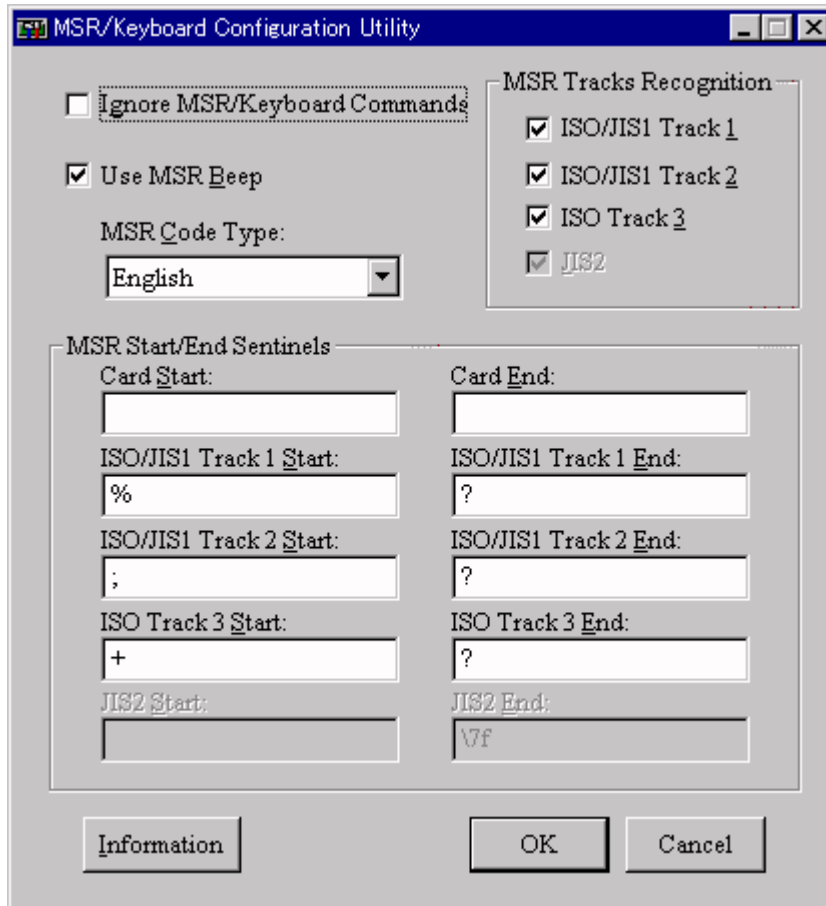 MSR/Keyboard Configuration Utility
Ignore MSR/Keyboard Commands
Use MSR Beep
MSR Code Type:
English
MSR Tracks Recognition
ISO/JIS1 Track 1
ISO/JIS1 Track 2
ISO Track 3
JIS2
MSR Start/End Sentinels
Card Start:
Card End:
ISO/JIS1 Track 1 Start:
ISO/JIS1 Track 1 End:
%
?
ISO/JIS1 Track 2 Start:
ISO/JIS1 Track 2 End:
;
?
ISO Track 3 Start:
ISO Track 3 End:
+
?
JIS2 Start:
JIS2 End:
\7f
Information
OK
Cancel